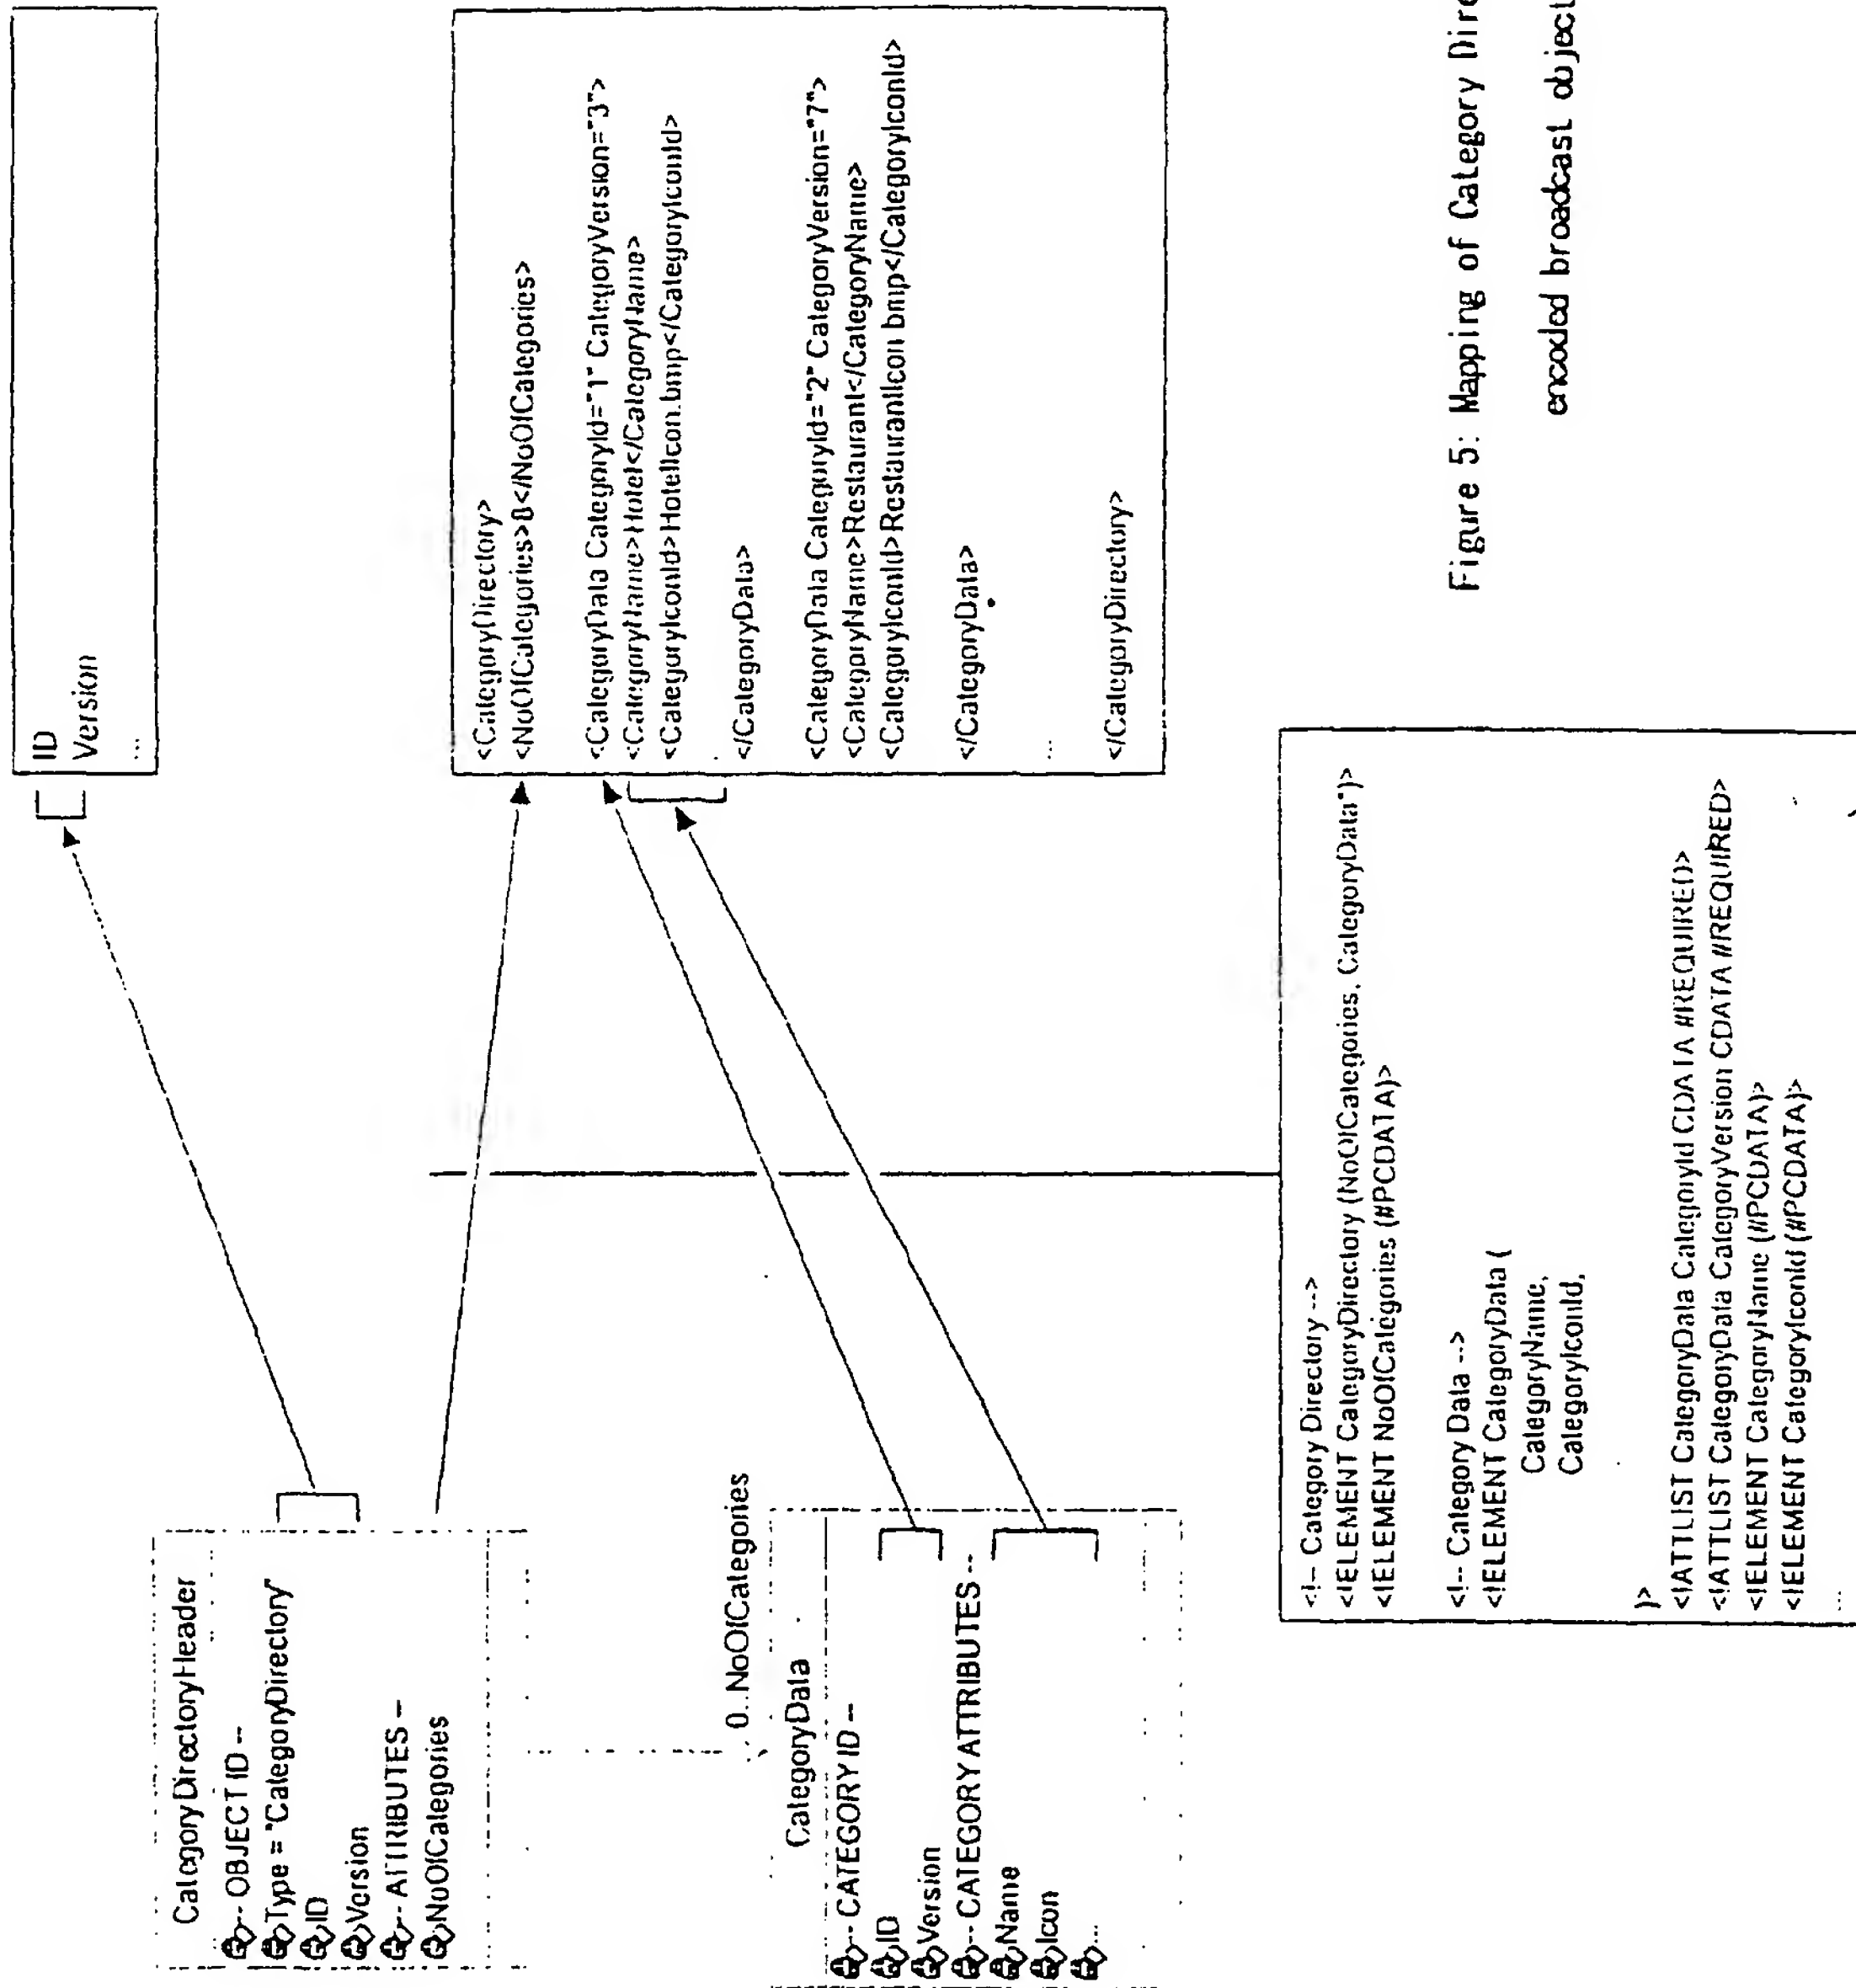 CategoryDirectoryHeader
-- OBJECT ID --
Type = "CategoryDirectory"
ID
Version
-- ATTRIBUTES --
NoOfCategories
0..NoOfCategories
CategoryData
-- CATEGORY ID --
ID
Version
-- CATEGORY ATTRIBUTES --
Name
Icon
...
ID
Version
...
<CategoryDirectory>
<NoOfCategories>8</NoOfCategories>
<CategoryData CategoryId="1" CategoryVersion="3">
<CategoryName>Hotel</CategoryName>
<CategoryIconId>HotelIcon.bmp</CategoryIconId>
</CategoryData>
<CategoryData CategoryId="2" CategoryVersion="7">
<CategoryName>Restaurant</CategoryName>
<CategoryIconId>RestaurantIcon.bmp</CategoryIconId>
</CategoryData>
...
</CategoryDirectory>
<!-- Category Directory -->
<!ELEMENT CategoryDirectory (NoOfCategories, CategoryData*)>
<!ELEMENT NoOfCategories (#PCDATA)>
<!-- Category Data -->
<!ELEMENT CategoryData (
CategoryName,
CategoryIconId,
)>
<!ATTLIST CategoryData CategoryId CDATA #REQUIRED>
<!ATTLIST CategoryData CategoryVersion CDATA #REQUIRED>
<!ELEMENT CategoryName (#PCDATA)>
<!ELEMENT CategoryIconId (#PCDATA)>
...
Figure 5: Mapping of Category
encoded broadcast